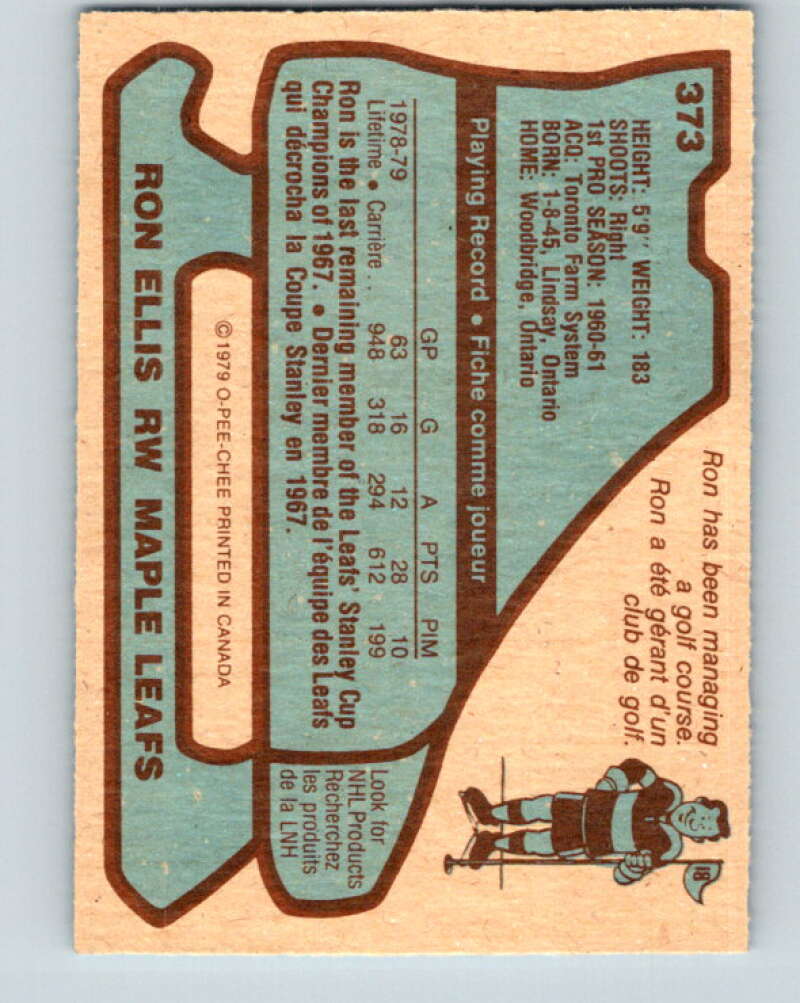 373
HEIGHT: 5'9" WEIGHT: 183
SHOOTS: Right
1st PRO SEASON: 1960-61
ACQ: Toronto Farm System
BORN: 1-8-45, Lindsay, Ontario
HOME: Woodbridge, Ontario
Ron has been managing
a golf course.
Ron a été gérant d'un
club de golf.
18
Playing Record • Fiche comme joueur
GP G A PTS PIM
1978-79 63 16 12 28 10
Lifetime • Carrière .. 948 318 294 612 199
Ron is the last remaining member of the Leafs' Stanley Cup
Champions of 1967. • Dernier membre de l'équipe des Leafs
qui décrocha la Coupe Stanley en 1967.
Look for
NHL Products
Recherchez
les produits
de la LNH
© 1979 O-PEE-CHEE PRINTED IN CANADA
RON ELLIS RW MAPLE LEAFS